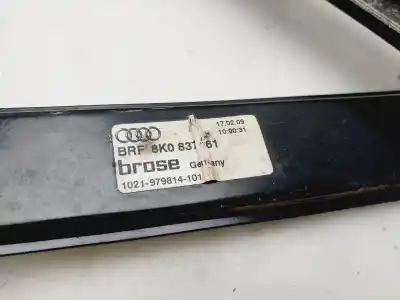 17.02.09
10:00:31
BRF 8K0 837 61
brose Germany
1021-979814-101